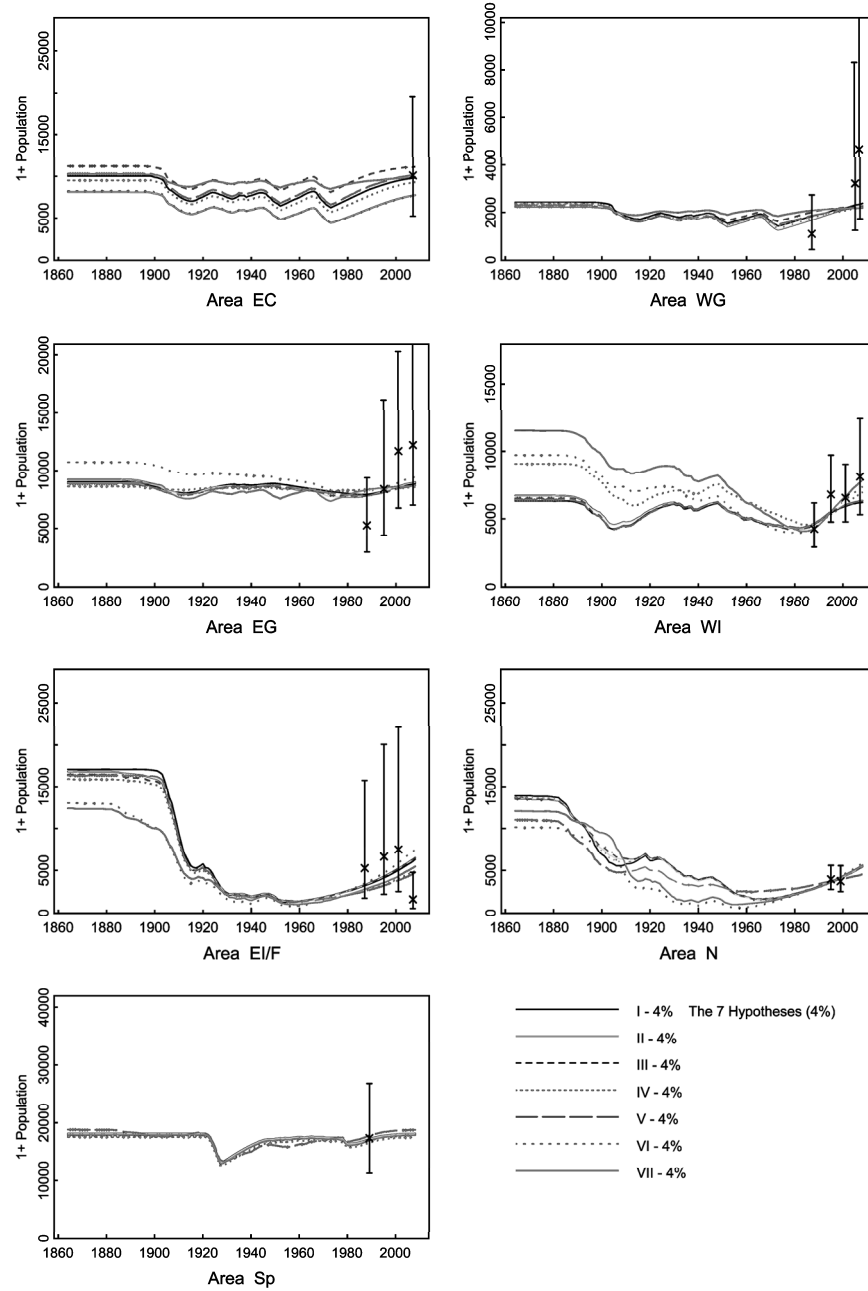 1+ Population
0 5000 15000 25000
1860 1880 1900 1920 1940 1960 1980 2000
Area EC
1+ Population
0 2000 4000 6000 8000 10000
1860 1880 1900 1920 1940 1960 1980 2000
Area WG
1+ Population
0 5000 10000 15000 20000
1860 1880 1900 1920 1940 1960 1980 2000
Area EG
1+ Population
0 5000 10000 15000
1860 1880 1900 1920 1940 1960 1980 2000
Area WI
1+ Population
0 5000 15000 25000
1860 1880 1900 1920 1940 1960 1980 2000
Area EI/F
1+ Population
0 5000 15000 25000
1860 1880 1900 1920 1940 1960 1980 2000
Area N
1+ Population
0 10000 20000 30000 40000
1860 1880 1900 1920 1940 1960 1980 2000
Area Sp
I - 4% The 7 Hypotheses (4%)
II - 4%
III - 4%
IV - 4%
V - 4%
VI - 4%
VII - 4%